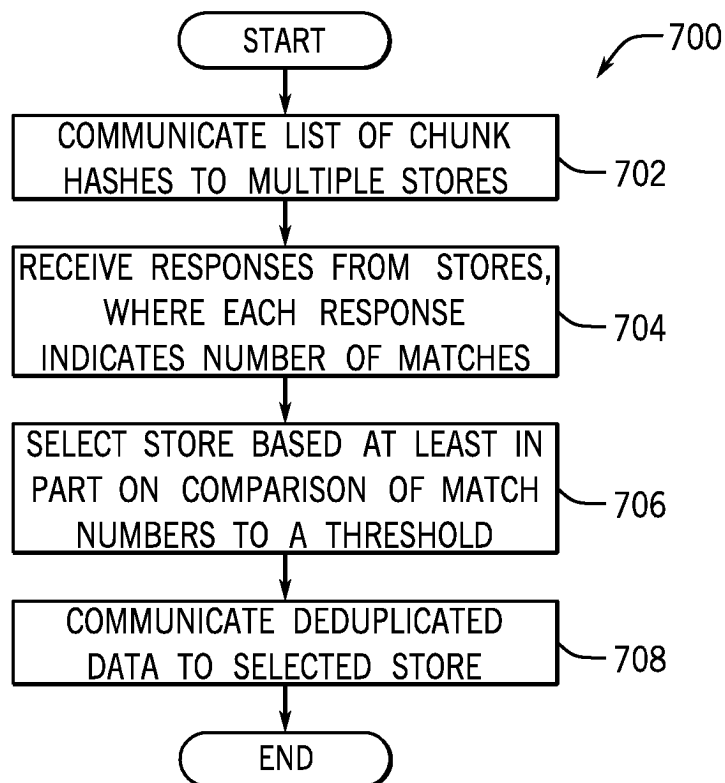 START
700
COMMUNICATE LIST OF CHUNK
HASHES TO MULTIPLE STORES
702
RECEIVE RESPONSES FROM STORES,
WHERE EACH RESPONSE
INDICATES NUMBER OF MATCHES
704
SELECT STORE BASED AT LEAST IN
PART ON COMPARISON OF MATCH
NUMBERS TO A THRESHOLD
706
COMMUNICATE DEDUPLICATED
DATA TO SELECTED STORE
708
END